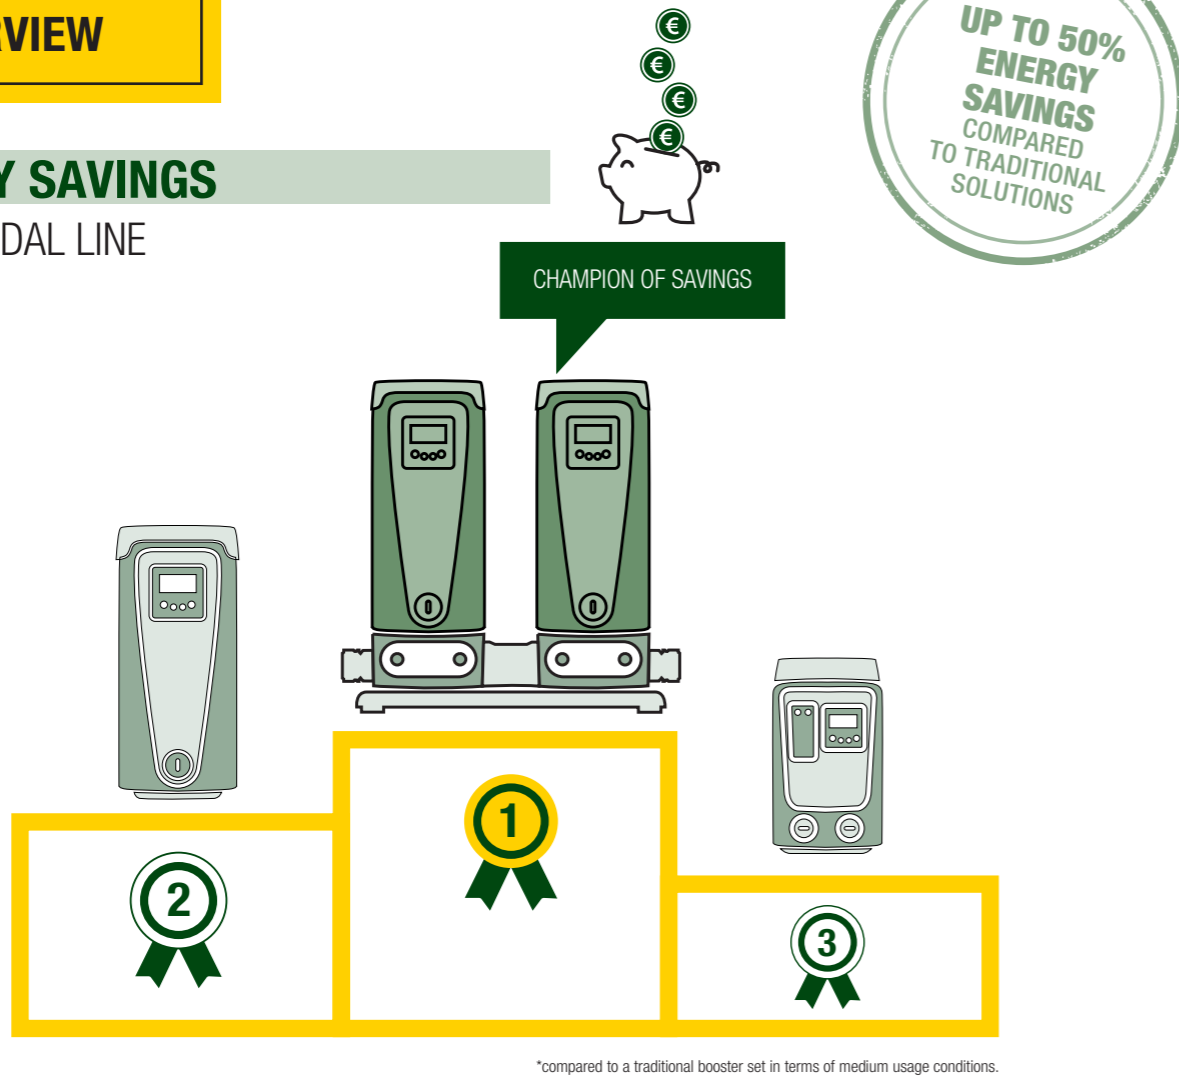 RVIEW
UP TO 50%
ENERGY
SAVINGS
COMPARED
TO TRADITIONAL
SOLUTIONS
Y SAVINGS
DAL LINE
CHAMPION OF SAVINGS
1
2
3
*compared to a traditional booster set in terms of medium usage conditions.